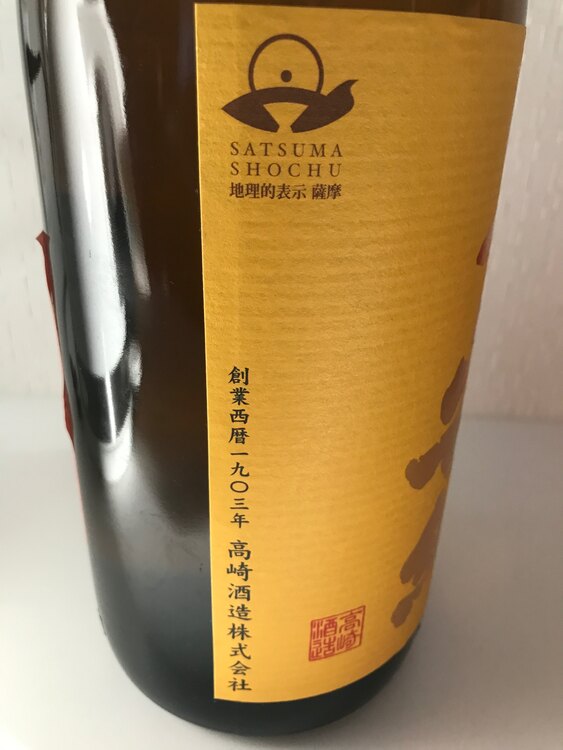 SATSUMA
SHOCHU
地理的表示 薩摩
創業西暦一九〇三年 高崎酒造株式会社
高崎
酒造